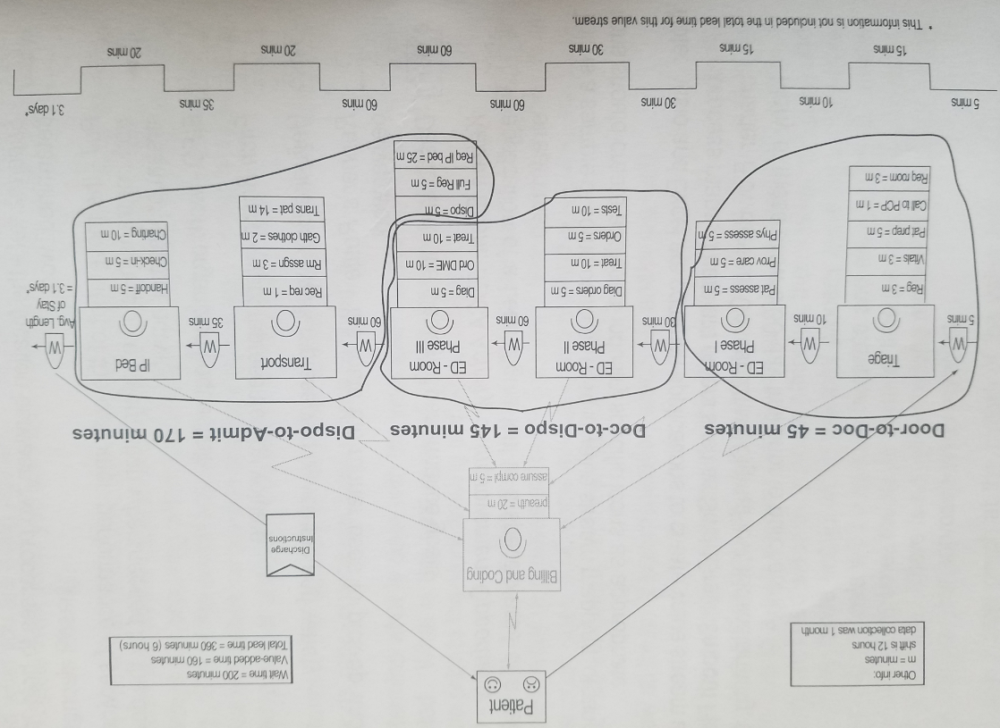 Patient
Other info:
m = minutes
shift is 12 hours
data collection was 1 month
Wait time = 200 minutes
Value-added time = 160 minutes
Total lead time = 360 minutes (6 hours)
Billing and Coding
preauth = 20 m
assure compl = 5 m
Discharge
Instructions
Door-to-Doc = 45 minutes
Doc-to-Dispo = 145 minutes
Dispo-to-Admit = 170 minutes
W
5 mins
Triage
Reg = 3 m
Vitals = 3 m
Pat prep = 5 m
Call to PCP = 1 m
Req room = 3 m
W
10 mins
ED - Room
Phase I
Pat assess = 5 m
Prov care = 5 m
Phys assess = 5 m
W
30 mins
ED - Room
Phase II
Diag orders = 5 m
Treat = 10 m
Orders = 5 m
Tests = 10 m
W
60 mins
ED - Room
Phase III
Diag = 5 m
Ord DME = 10 m
Treat = 10 m
Dispo = 5 m
Full Reg = 5 m
Req IP bed = 25 m
W
60 mins
Transport
Rec req = 1 m
Rm assgn = 3 m
Gath clothes = 2 m
Trans pat = 14 m
W
35 mins
IP Bed
Handoff = 5 m
Check-in = 5 m
Charting = 10 m
W
Avg. Length
of Stay
= 3.1 days*
5 mins
15 mins
10 mins
15 mins
30 mins
30 mins
60 mins
60 mins
60 mins
20 mins
35 mins
20 mins
3.1 days*
* This information is not included in the total lead time for this value stream.